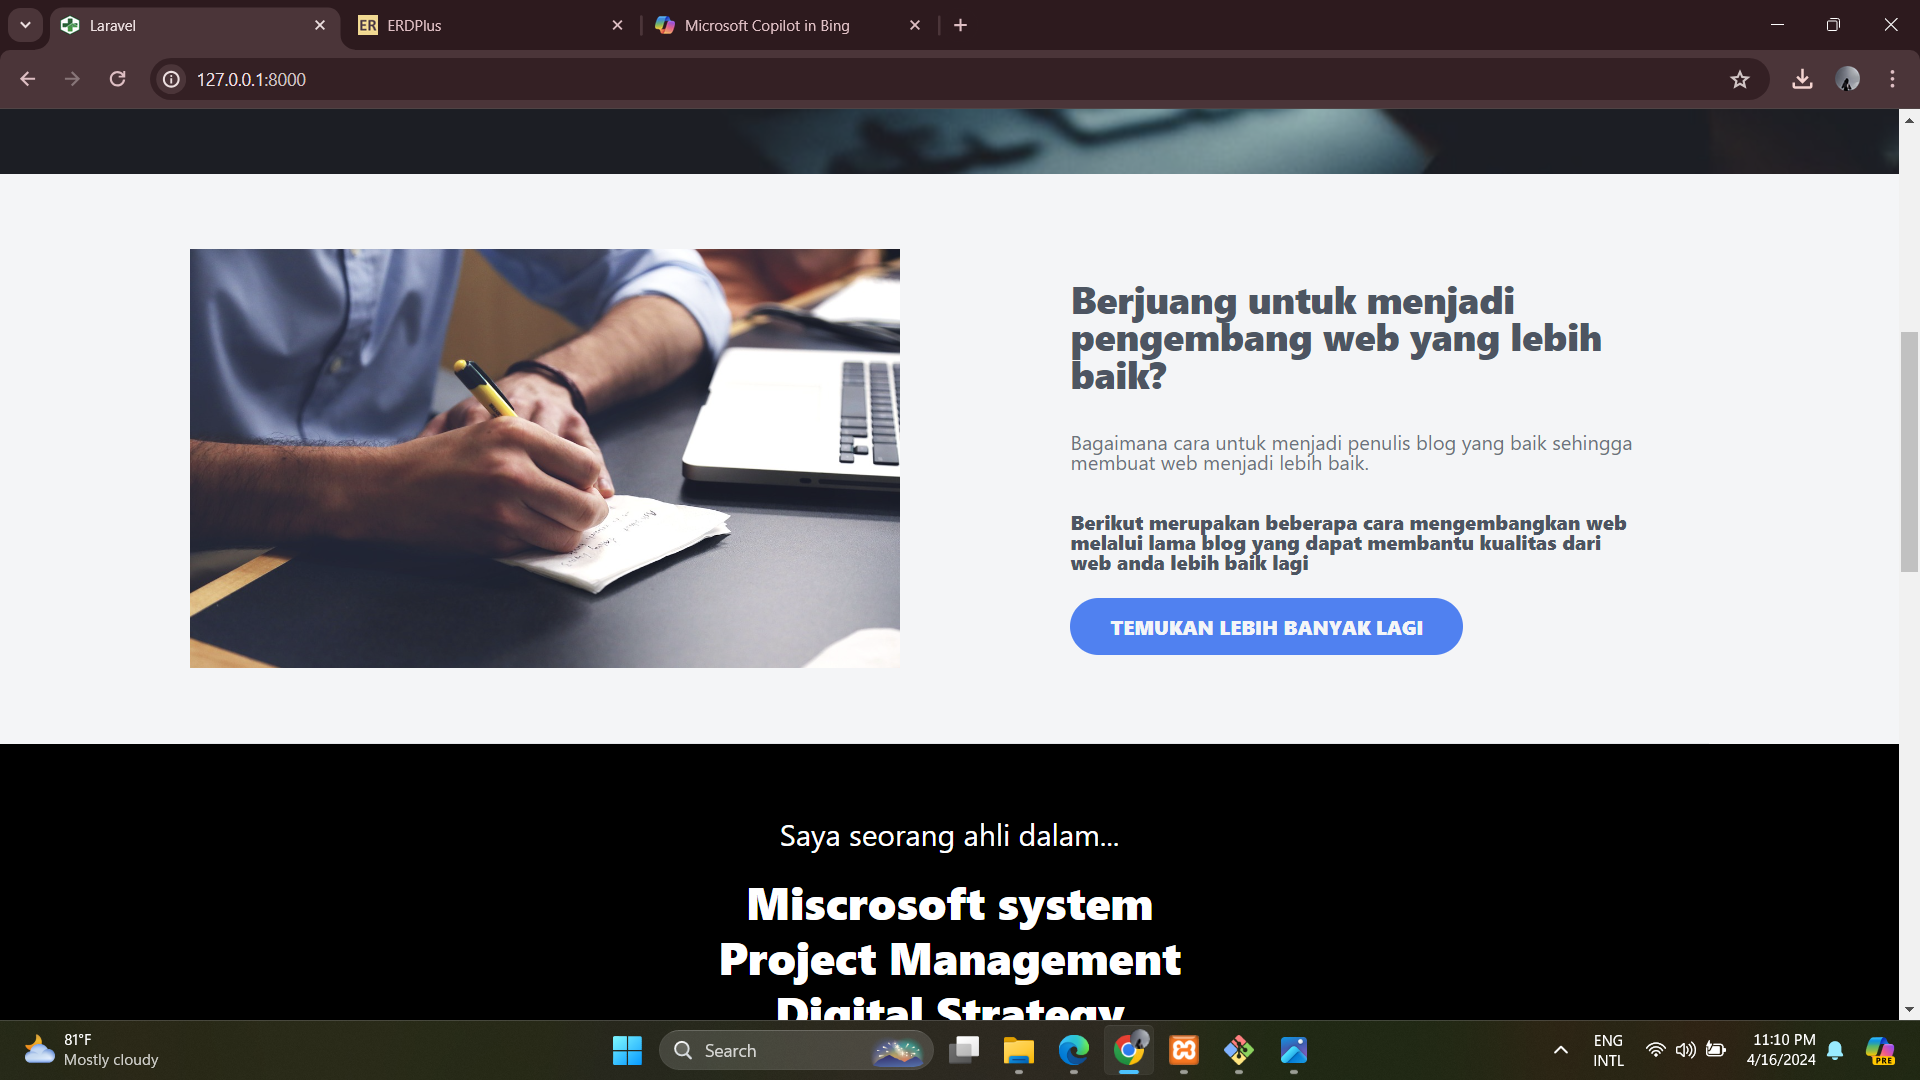 Laravel
ER ERDPlus
Microsoft Copilot in Bing
127.0.0.1:8000
Berjuang untuk menjadi
pengembang web yang lebih
baik?
Bagaimana cara untuk menjadi penulis blog yang baik sehingga
membuat web menjadi lebih baik.
Berikut merupakan beberapa cara mengembangkan web
melalui lama blog yang dapat membantu kualitas dari
web anda lebih baik lagi
TEMUKAN LEBIH BANYAK LAGI
Saya seorang ahli dalam...
Miscrosoft system
Project Management
Digital Strategy
81°F
Mostly cloudy
Search
ENG
INTL
11:10 PM
4/16/2024
PRE